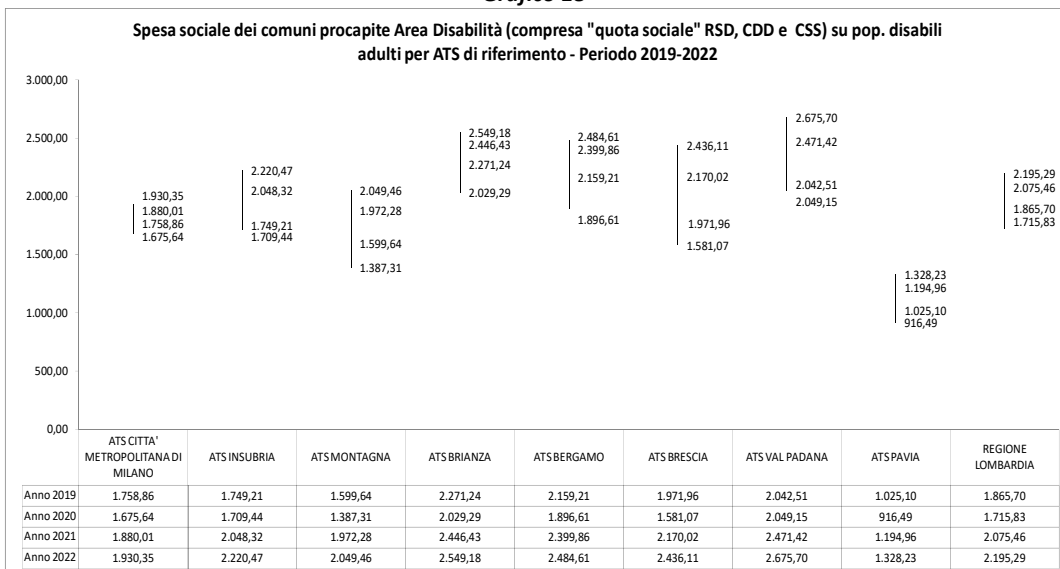 Spesa sociale dei comuni procapite Area Disabilità (compresa "quota sociale" RSD, CDD e CSS) su pop. disabili
adulti per ATS di riferimento - Periodo 2019-2022
3.000,00
2.500,00
2.000,00
1.500,00
1.000,00
500,00
0,00
1.930,35
1.880,01
1.758,86
1.675,64
2.220,47
2.048,32
1.749,21
1.709,44
2.049,46
1.972,28
1.599,64
1.387,31
2.549,18
2.446,43
2.271,24
2.029,29
2.484,61
2.399,86
2.159,21
1.896,61
2.436,11
2.170,02
1.971,96
1.581,07
2.675,70
2.471,42
2.042,51
2.049,15
1.328,23
1.194,96
1.025,10
916,49
2.195,29
2.075,46
1.865,70
1.715,83
ATS CITTA'
METROPOLITANA DI
MILANO
ATS INSUBRIA
ATS MONTAGNA
ATS BRIANZA
ATS BERGAMO
ATS BRESCIA
ATS VAL PADANA
ATS PAVIA
REGIONE
LOMBARDIA
Anno 2019 1.758,86 1.749,21 1.599,64 2.271,24 2.159,21 1.971,96 2.042,51 1.025,10 1.865,70
Anno 2020 1.675,64 1.709,44 1.387,31 2.029,29 1.896,61 1.581,07 2.049,15 916,49 1.715,83
Anno 2021 1.880,01 2.048,32 1.972,28 2.446,43 2.399,86 2.170,02 2.471,42 1.194,96 2.075,46
Anno 2022 1.930,35 2.220,47 2.049,46 2.549,18 2.484,61 2.436,11 2.675,70 1.328,23 2.195,29